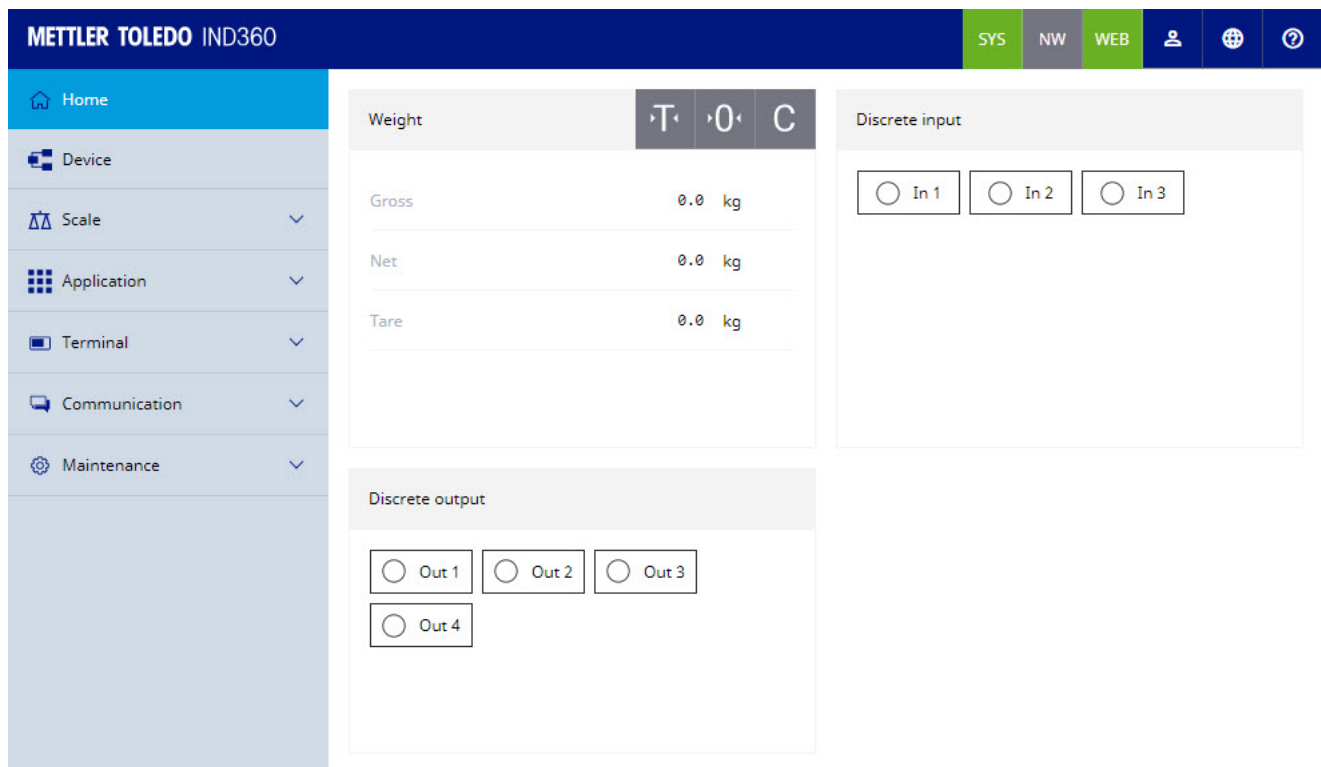 METTLER TOLEDO IND360
SYS NW WEB
Home
Device
Scale
Application
Terminal
Communication
Maintenance
Weight
T 0 C
Gross 0.0 kg
Net 0.0 kg
Tare 0.0 kg
Discrete input
In 1 In 2 In 3
Discrete output
Out 1 Out 2 Out 3
Out 4